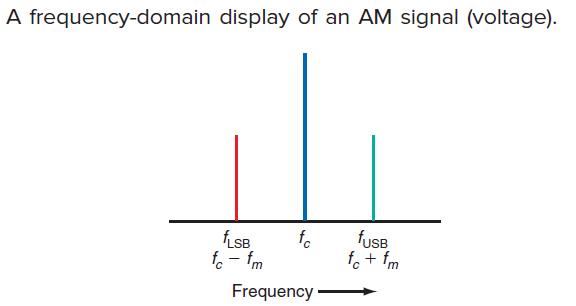 A frequency-domain display of an AM signal (voltage).
fLSB fc fUSB
fc − fm fc + fm
Frequency